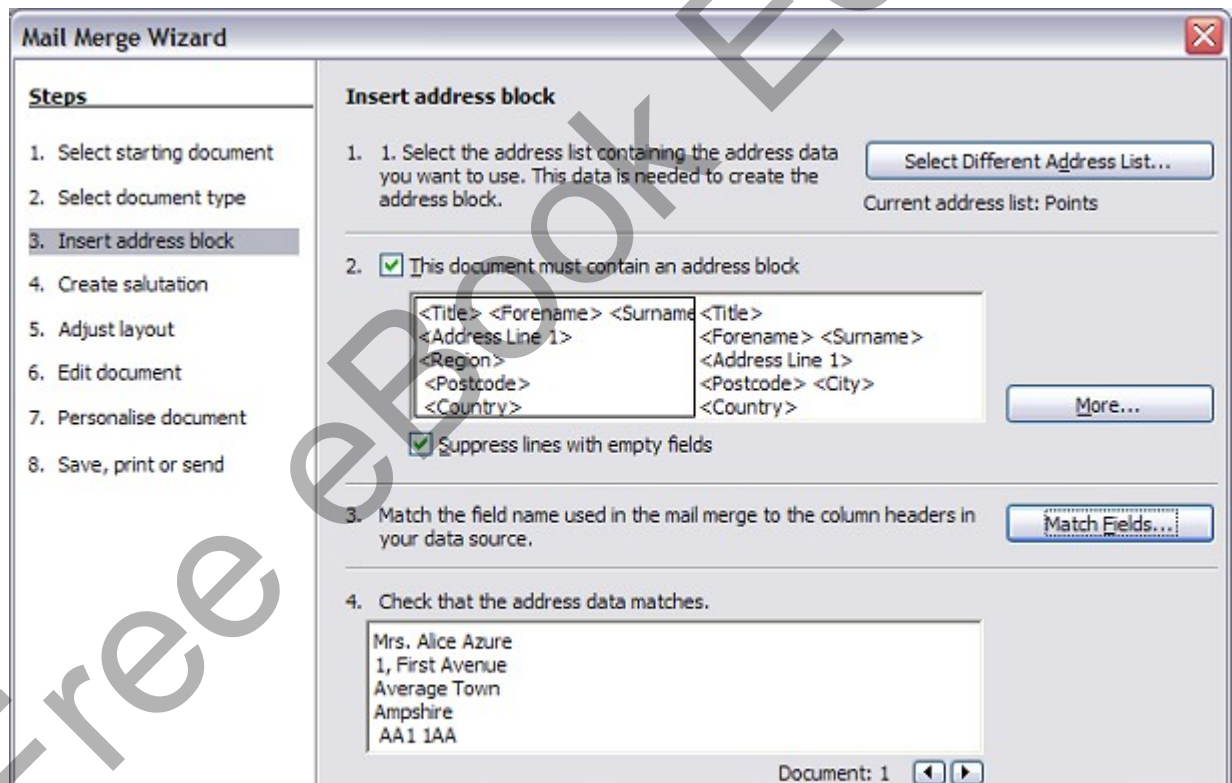 Mail Merge Wizard
Steps
1. Select starting document
2. Select document type
3. Insert address block
4. Create salutation
5. Adjust layout
6. Edit document
7. Personalise document
8. Save, print or send
Insert address block
1. 1. Select the address list containing the address data
you want to use. This data is needed to create the
address block.
Select Different Address List...
Current address list: Points
2. This document must contain an address block
<Title> <Forename> <Surname
<Address Line 1>
<Region>
<Postcode>
<Country>
<Title>
<Forename> <Surname>
<Address Line 1>
<Postcode> <City>
<Country>
More...
Suppress lines with empty fields
3. Match the field name used in the mail merge to the column headers in
your data source.
Match Fields...
4. Check that the address data matches.
Mrs. Alice Azure
1, First Avenue
Average Town
Ampshire
AA1 1AA
Document: 1
Free eBook